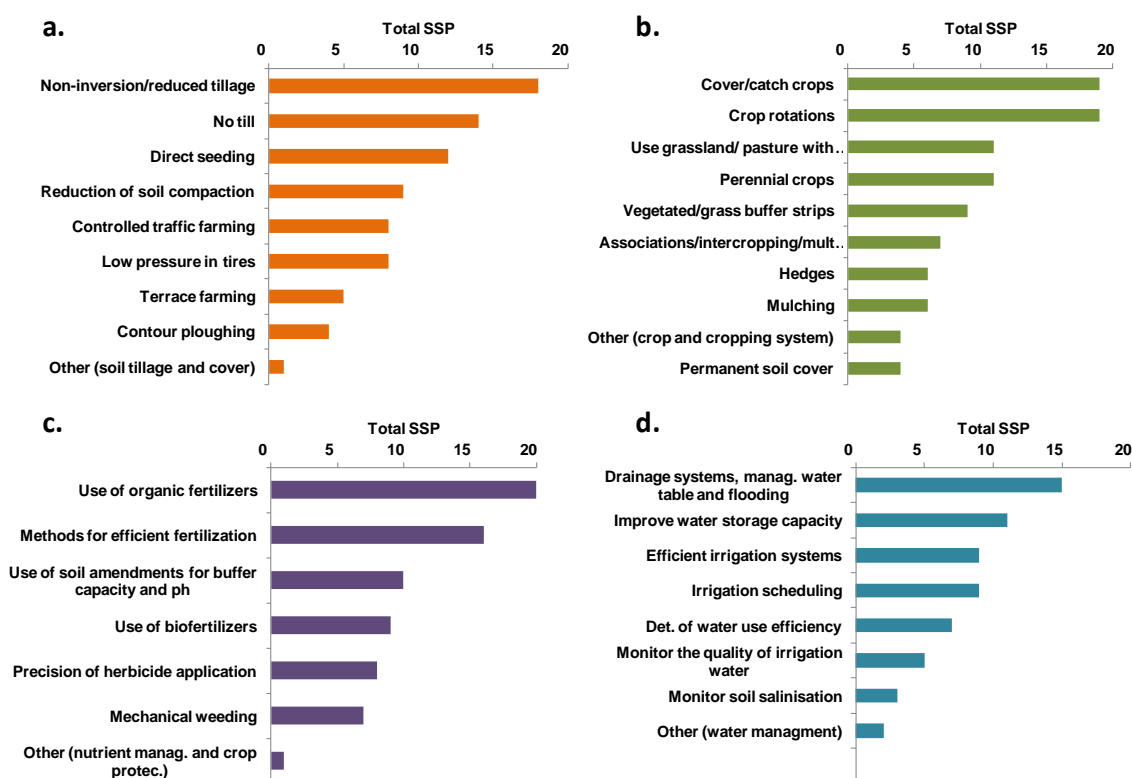 a.
Total SSP
0 5 10 15 20
Non-inversion/reduced tillage
No till
Direct seeding
Reduction of soil compaction
Controlled traffic farming
Low pressure in tires
Terrace farming
Contour ploughing
Other (soil tillage and cover)
b.
Total SSP
0 5 10 15 20
Cover/catch crops
Crop rotations
Use grassland/ pasture with..
Perennial crops
Vegetated/grass buffer strips
Associations/intercropping/mult..
Hedges
Mulching
Other (crop and cropping system)
Permanent soil cover
c.
Total SSP
0 5 10 15 20
Use of organic fertilizers
Methods for efficient fertilization
Use of soil amendments for buffer
capacity and ph
Use of biofertilizers
Precision of herbicide application
Mechanical weeding
Other (nutrient manag. and crop
protec.)
d.
Total SSP
0 5 10 15 20
Drainage systems, manag. water
table and flooding
Improve water storage capacity
Efficient irrigation systems
Irrigation scheduling
Det. of water use efficiency
Monitor the quality of irrigation
water
Monitor soil salinisation
Other (water managment)